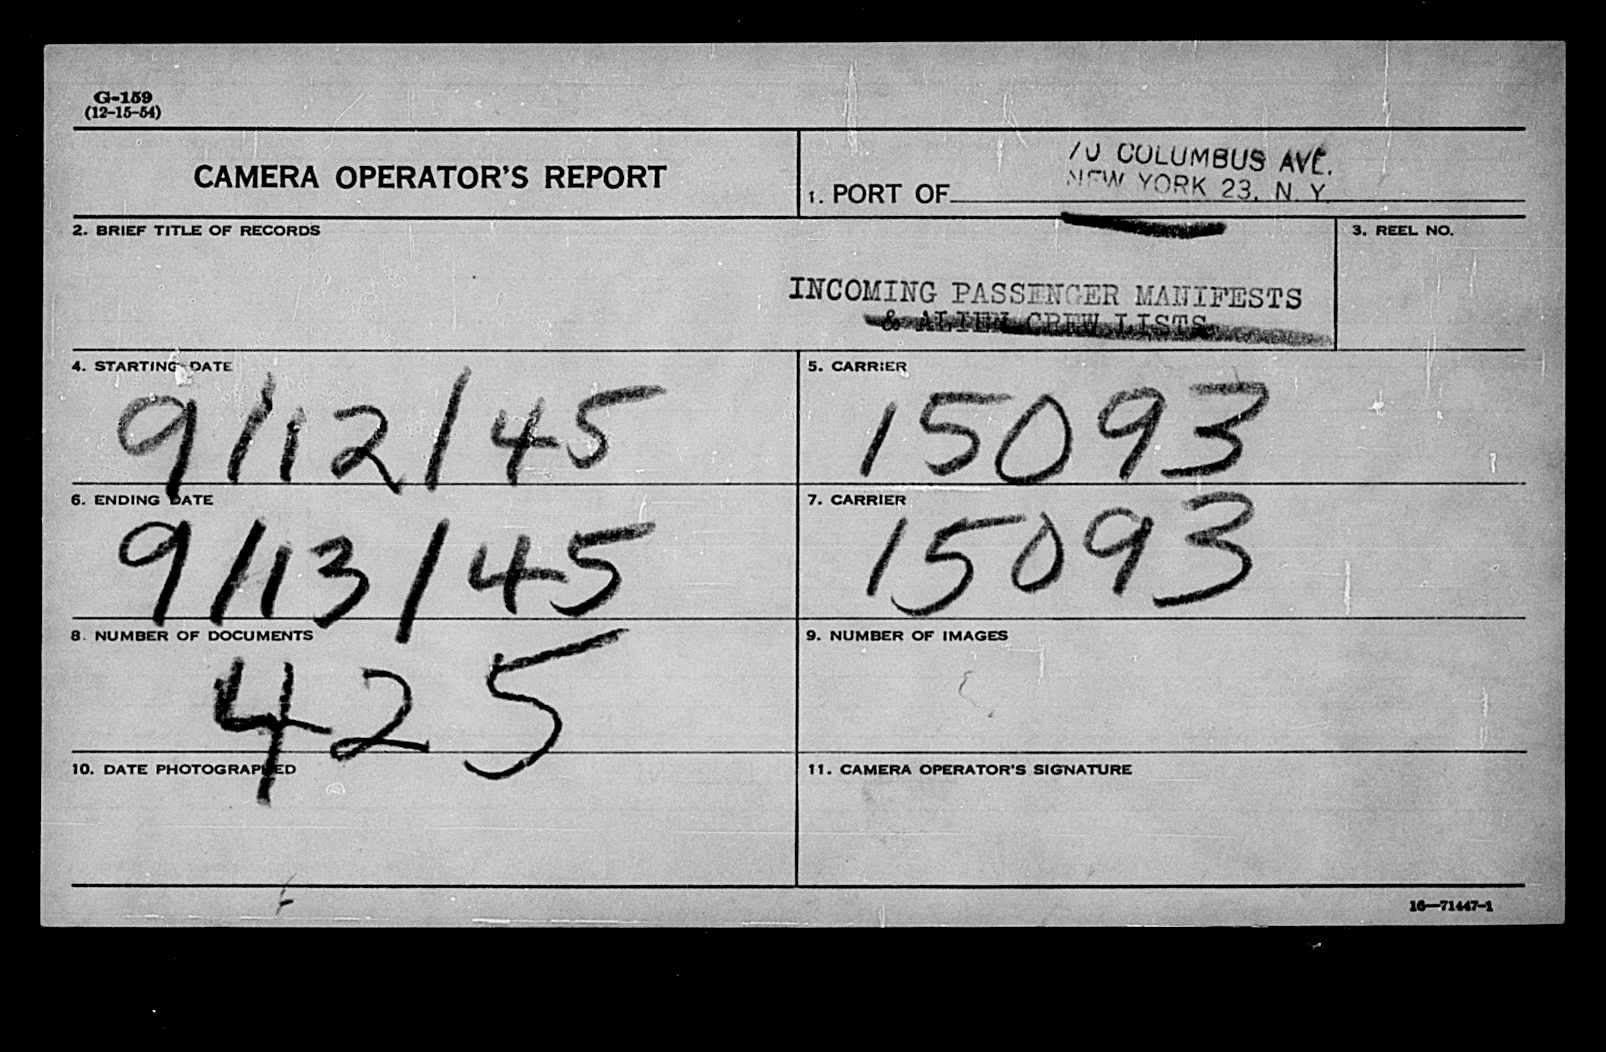 G-159
(12-15-54)
CAMERA OPERATOR'S REPORT
70 COLUMBUS AVE.
NEW YORK 23, N. Y.
1. PORT OF
2. BRIEF TITLE OF RECORDS
3. REEL NO.
INCOMING PASSENGER MANIFESTS
& ALIEN CREW LISTS
4. STARTING DATE
9/12/45
5. CARRIER
15093
6. ENDING DATE
9/13/45
7. CARRIER
15093
8. NUMBER OF DOCUMENTS
425
9. NUMBER OF IMAGES
10. DATE PHOTOGRAPHED
11. CAMERA OPERATOR'S SIGNATURE
16—71447-1